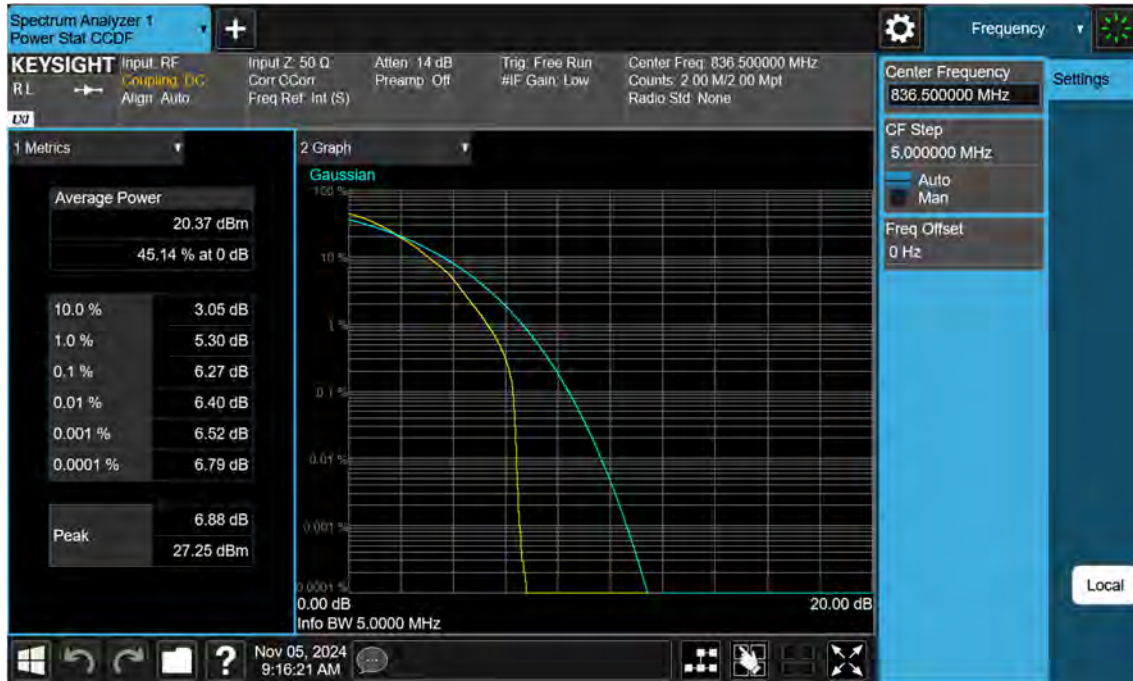 Spectrum Analyzer 1
Power Stat CCDF
+
Frequency
KEYSIGHT
RL
LXI
Input: RF
Coupling: DC
Align: Auto
Input Z: 50 Ω
Corr CCorr
Freq Ref: Int (S)
Atten: 14 dB
Preamp: Off
Trig: Free Run
#IF Gain: Low
Center Freq: 836.500000 MHz
Counts: 2.00 M/2.00 Mpt
Radio Std: None
Center Frequency
836.500000 MHz
Settings
CF Step
5.000000 MHz
Auto
Man
Freq Offset
0 Hz
Local
1 Metrics
Average Power
20.37 dBm
45.14 % at 0 dB
10.0 % 3.05 dB
1.0 % 5.30 dB
0.1 % 6.27 dB
0.01 % 6.40 dB
0.001 % 6.52 dB
0.0001 % 6.79 dB
Peak
6.88 dB
27.25 dBm
2 Graph
Gaussian
100 %
10 %
1 %
0.1 %
0.01 %
0.001 %
0.0001 %
0.00 dB 20.00 dB
Info BW 5.0000 MHz
?
Nov 05, 2024
9:16:21 AM